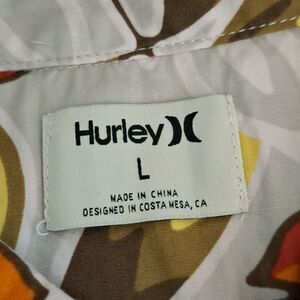 Hurley
L
MADE IN CHINA
DESIGNED IN COSTA MESA, CA